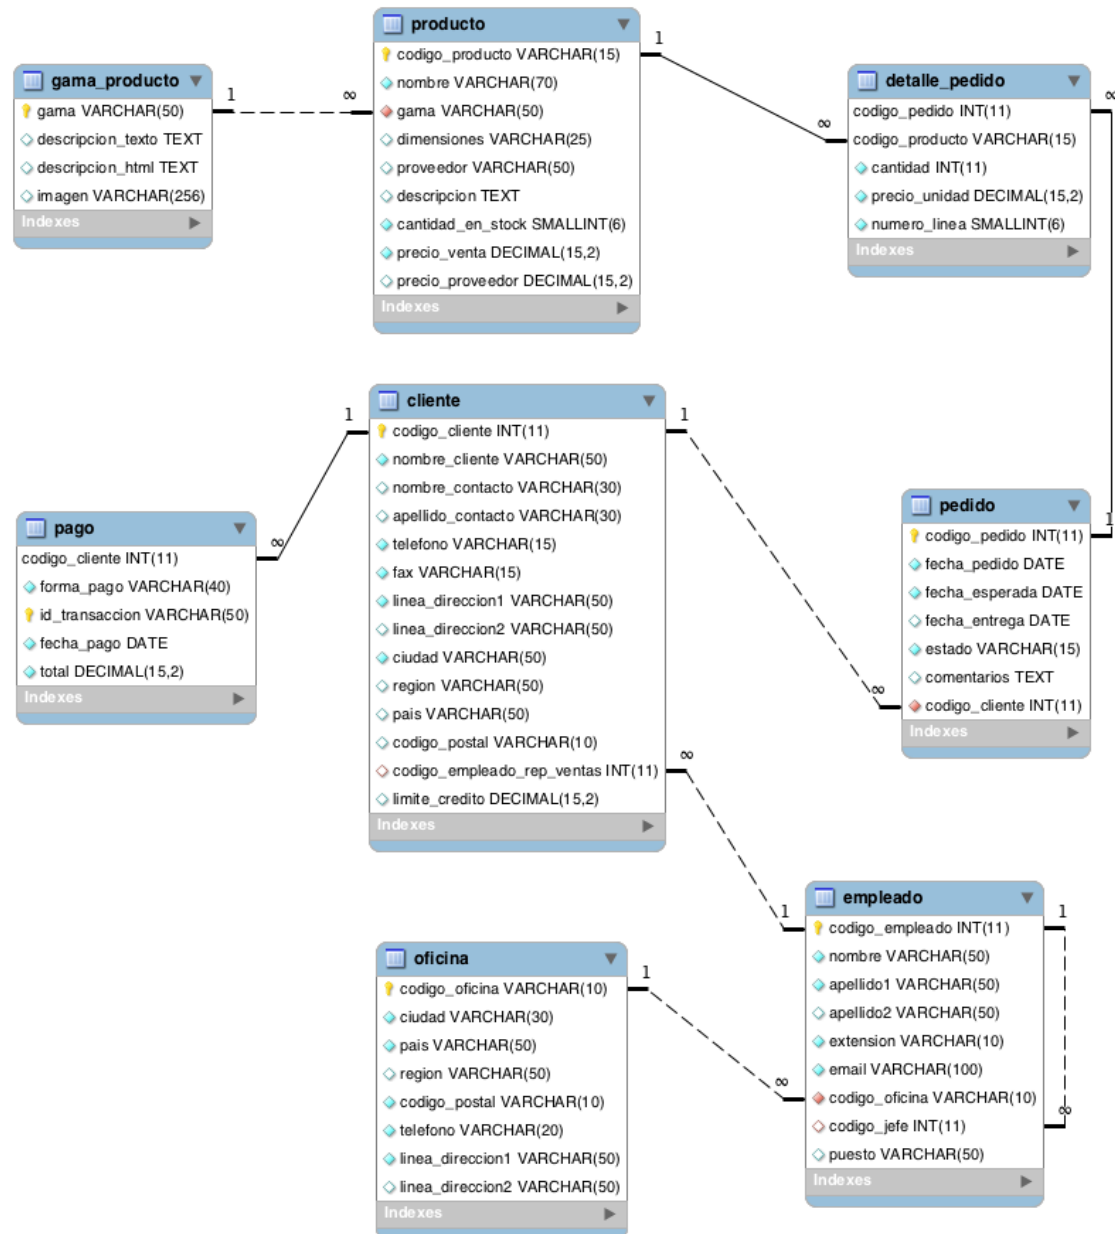 producto
codigo_producto VARCHAR(15)
nombre VARCHAR(70)
gama VARCHAR(50)
dimensiones VARCHAR(25)
proveedor VARCHAR(50)
descripcion TEXT
cantidad_en_stock SMALLINT(6)
precio_venta DECIMAL(15,2)
precio_proveedor DECIMAL(15,2)
Indexes
gama_producto
gama VARCHAR(50)
descripcion_texto TEXT
descripcion_html TEXT
imagen VARCHAR(256)
Indexes
1
∞
1
∞
detalle_pedido
codigo_pedido INT(11)
codigo_producto VARCHAR(15)
cantidad INT(11)
precio_unidad DECIMAL(15,2)
numero_linea SMALLINT(6)
Indexes
∞
1
cliente
codigo_cliente INT(11)
nombre_cliente VARCHAR(50)
nombre_contacto VARCHAR(30)
apellido_contacto VARCHAR(30)
telefono VARCHAR(15)
fax VARCHAR(15)
linea_direccion1 VARCHAR(50)
linea_direccion2 VARCHAR(50)
ciudad VARCHAR(50)
region VARCHAR(50)
pais VARCHAR(50)
codigo_postal VARCHAR(10)
codigo_empleado_rep_ventas INT(11)
limite_credito DECIMAL(15,2)
Indexes
1
∞
pago
codigo_cliente INT(11)
forma_pago VARCHAR(40)
id_transaccion VARCHAR(50)
fecha_pago DATE
total DECIMAL(15,2)
Indexes
1
∞
pedido
codigo_pedido INT(11)
fecha_pedido DATE
fecha_esperada DATE
fecha_entrega DATE
estado VARCHAR(15)
comentarios TEXT
codigo_cliente INT(11)
Indexes
∞
1
empleado
codigo_empleado INT(11)
nombre VARCHAR(50)
apellido1 VARCHAR(50)
apellido2 VARCHAR(50)
extension VARCHAR(10)
email VARCHAR(100)
codigo_oficina VARCHAR(10)
codigo_jefe INT(11)
puesto VARCHAR(50)
Indexes
1
∞
oficina
codigo_oficina VARCHAR(10)
ciudad VARCHAR(30)
pais VARCHAR(50)
region VARCHAR(50)
codigo_postal VARCHAR(10)
telefono VARCHAR(20)
linea_direccion1 VARCHAR(50)
linea_direccion2 VARCHAR(50)
Indexes
1
∞